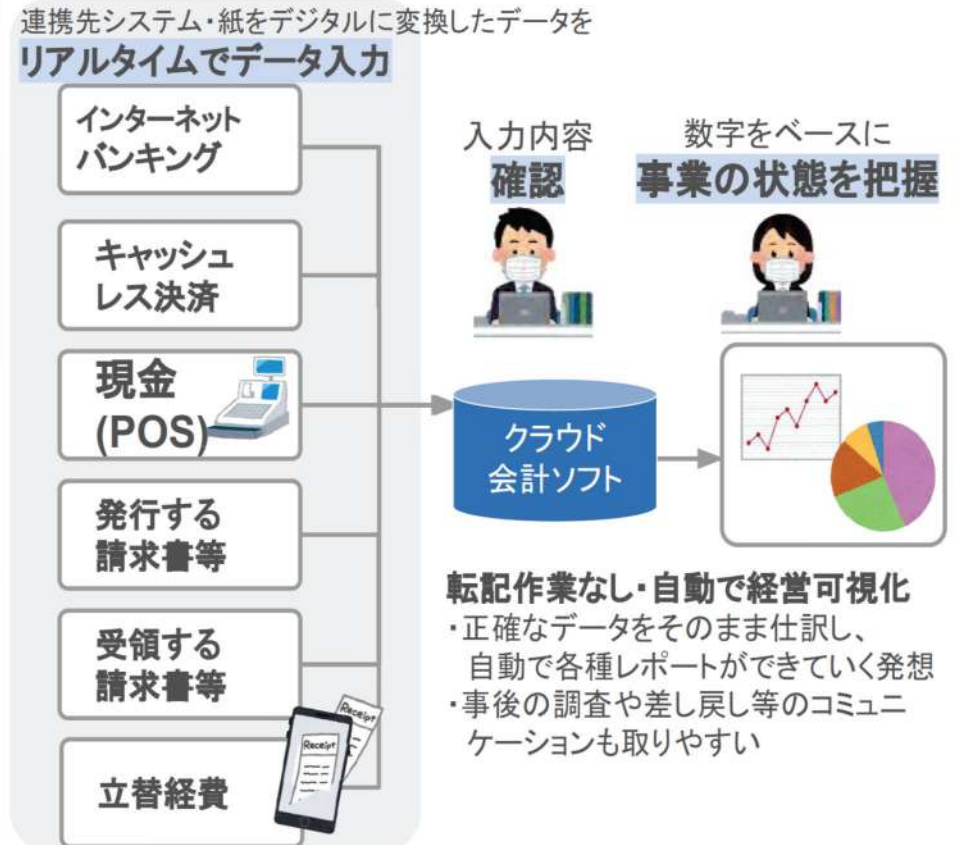 連携先システム・紙をデジタルに変換したデータを
リアルタイムでデータ入力
インターネット
バンキング
キャッシュ
レス決済
現金
(POS)
発行する
請求書等
受領する
請求書等
立替経費
Receipt
Receipt
入力内容
確認
数字をベースに
事業の状態を把握
クラウド
会計ソフト
転記作業なし・自動で経営可視化
・正確なデータをそのまま仕訳し、
自動で各種レポートができていく発想
・事後の調査や差し戻し等のコミュニ
ケーションも取りやすい